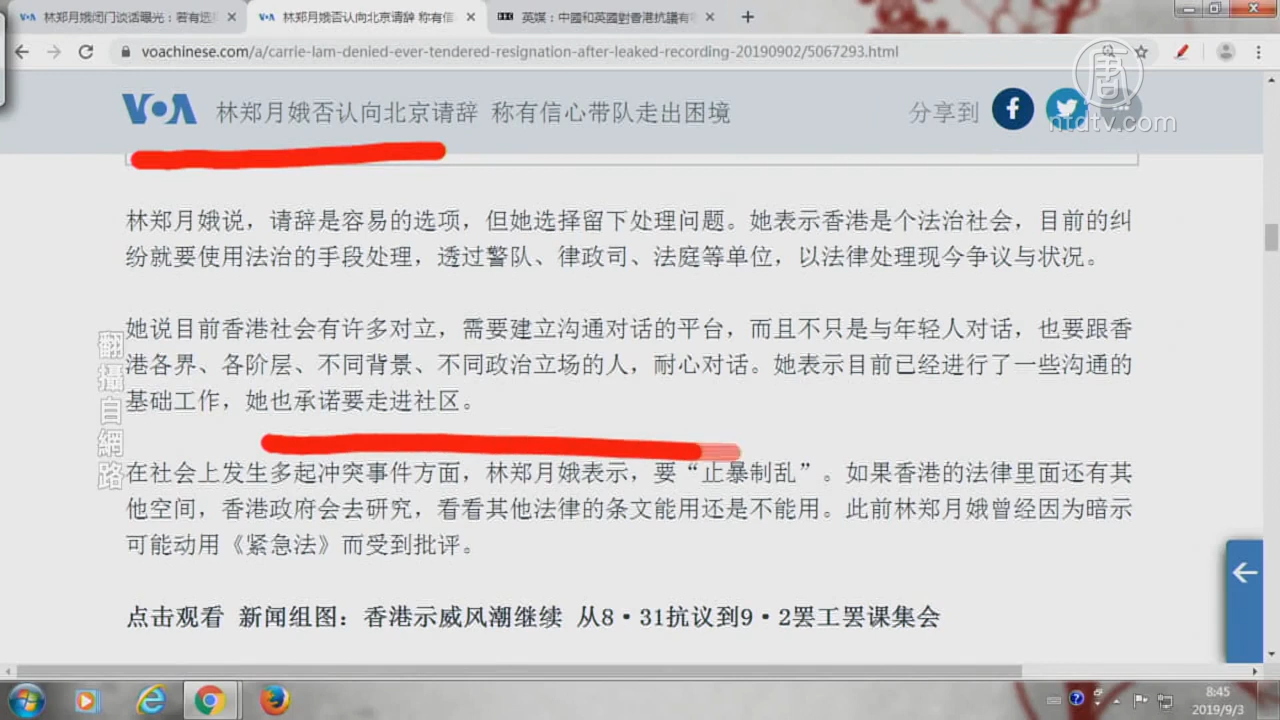 林郑月娥闭门谈话曝光：若有选
林郑月娥否认向北京请辞 称有信
英媒：中國和英國對香港抗議有
voachinese.com/a/carrie-lam-denied-ever-tendered-resignation-after-leaked-recording-20190902/5067293.html
唐
ntdtv.com
VOA 林郑月娥否认向北京请辞 称有信心带队走出困境 分享到
林郑月娥说，请辞是容易的选项，但她选择留下处理问题。她表示香港是个法治社会，目前的纠
纷就要使用法治的手段处理，透过警队、律政司、法庭等单位，以法律处理现今争议与状况。
她说目前香港社会有许多对立，需要建立沟通对话的平台，而且不只是与年轻人对话，也要跟香
港各界、各阶层、不同背景、不同政治立场的人，耐心对话。她表示目前已经进行了一些沟通的
基础工作，她也承诺要走进社区。
翻攝自網路
在社会上发生多起冲突事件方面，林郑月娥表示，要“止暴制乱”。如果香港的法律里面还有其
他空间，香港政府会去研究，看看其他法律的条文能用还是不能用。此前林郑月娥曾经因为暗示
可能动用《紧急法》而受到批评。
点击观看 新闻组图：香港示威风潮继续 从8·31抗议到9·2罢工罢课集会
8:45
2019/9/3